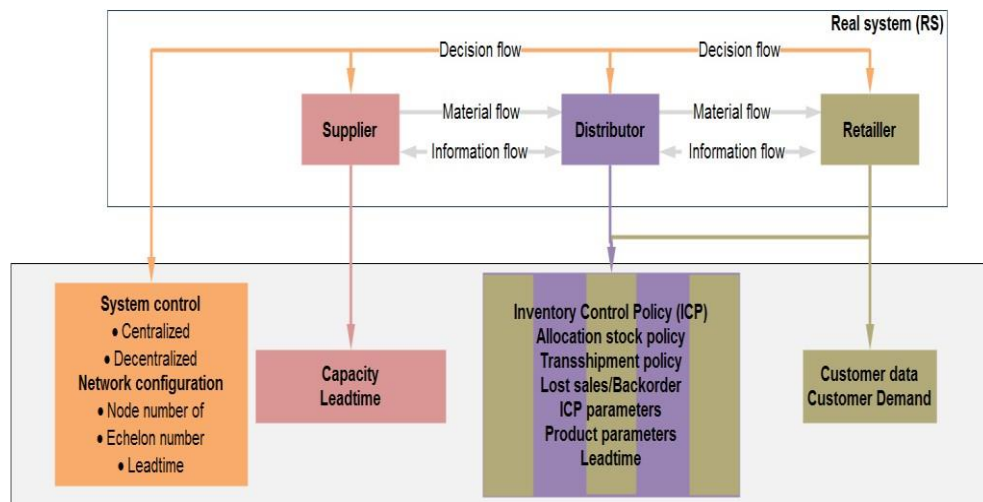 Real system (RS)
Decision flow
Decision flow
Supplier
Material flow
Distributor
Material flow
Retailler
Information flow
Information flow
System control
● Centralized
● Decentralized
Network configuration
● Node number of
● Echelon number
● Leadtime
Capacity
Leadtime
Inventory Control Policy (ICP)
Allocation stock policy
Transshipment policy
Lost sales/Backorder
ICP parameters
Product parameters
Leadtime
Customer data
Customer Demand